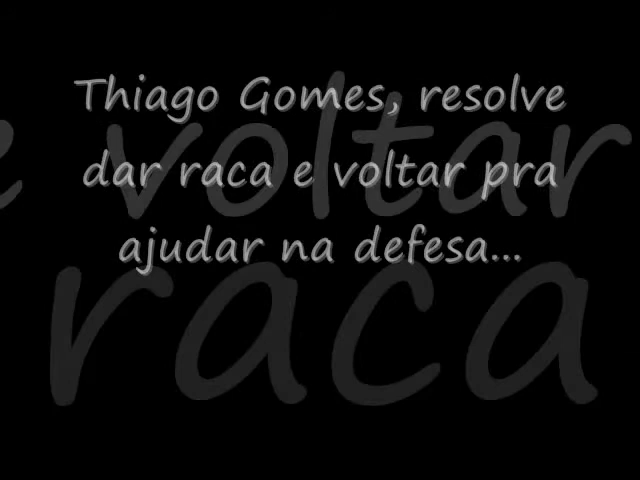 Thiago Gomes, resolve
dar raca e voltar pra
ajudar na defesa...
e voltar
raca